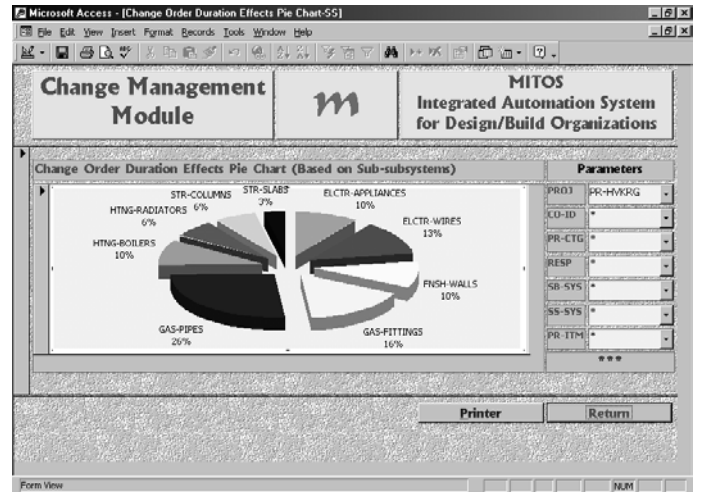 Microsoft Access - [Change Order Duration Effects Pie Chart-SS]
File Edit View Insert Format Records Tools Window Help
Change Management
Module
m
MITOS
Integrated Automation System
for Design/Build Organizations
Change Order Duration Effects Pie Chart (Based on Sub-subsystems)
Parameters
STR-COLUMNS
6%
STR-SLABS
3%
ELCTR-APPLIANCES
10%
HTNG-RADIATORS
6%
ELCTR-WIRES
13%
HTNG-BOILERS
10%
FNSH-WALLS
10%
GAS-PIPES
26%
GAS-FITTINGS
16%
PROJ PR-HVKRG
CO-ID *
PR-CTG *
RESP *
SB-SYS *
SS-SYS *
PR-ITM *
***
Printer
Return
Form View
NUM